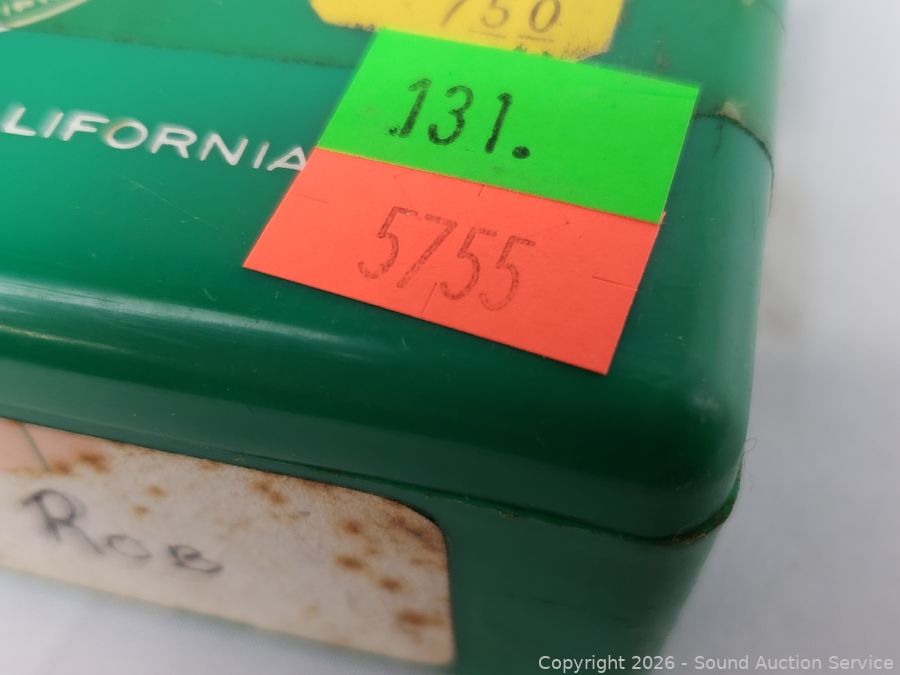 750
LIFORNIA
131.
5755
ROB
Copyright © 2026 - Sound Auction Service